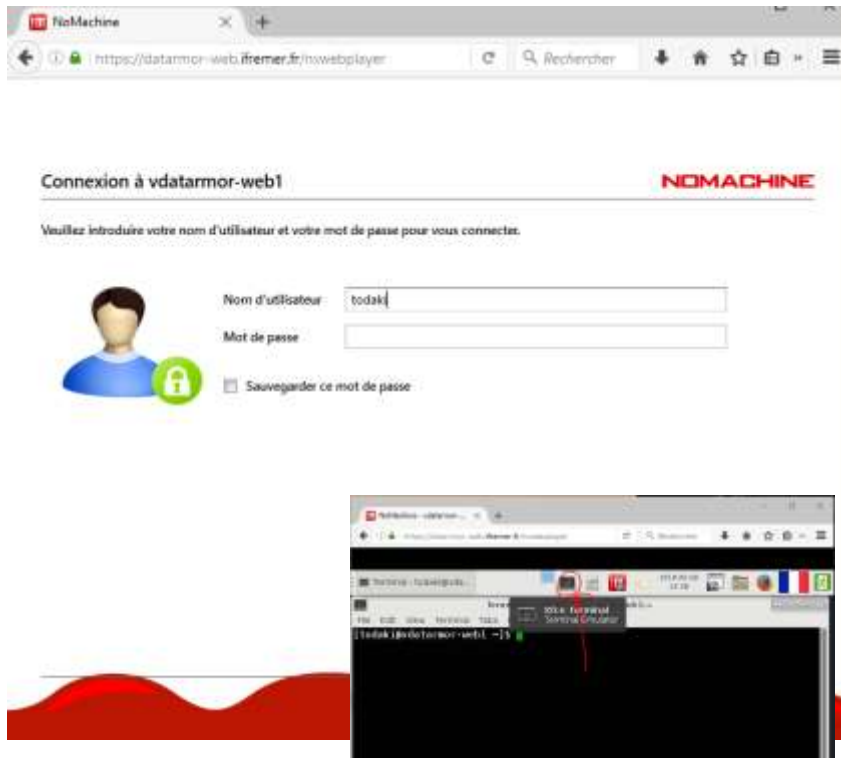 NoMachine
https://datarmor-web.ifremer.fr/nxwebplayer
Rechercher
Connexion à vdatarmor-web1
NOMACHINE
Veuillez introduire votre nom d'utilisateur et votre mot de passe pour vous connecter.
Nom d'utilisateur todaki
Mot de passe
Sauvegarder ce mot de passe
Xfce Terminal
Terminal Emulator
File Edit View Terminal Tabs
[todaki@vdatarmor-web1 ~]$